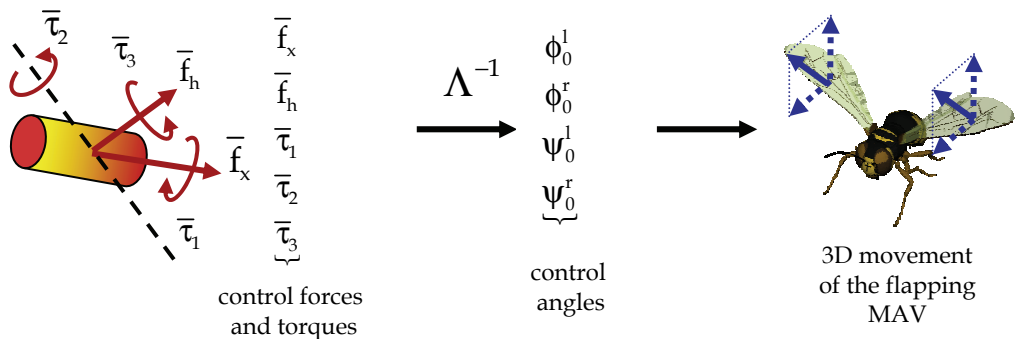 τ̅₂
τ̅₃
f̅ₕ
f̅ₓ
τ̅₁
f̅ₓ
f̅ₕ
τ̅₁
τ̅₂
τ̅₃
control forces
and torques
Λ⁻¹
ϕ₀ˡ
ϕ₀ʳ
ψ₀ˡ
ψ₀ʳ
control
angles
3D movement
of the flapping
MAV